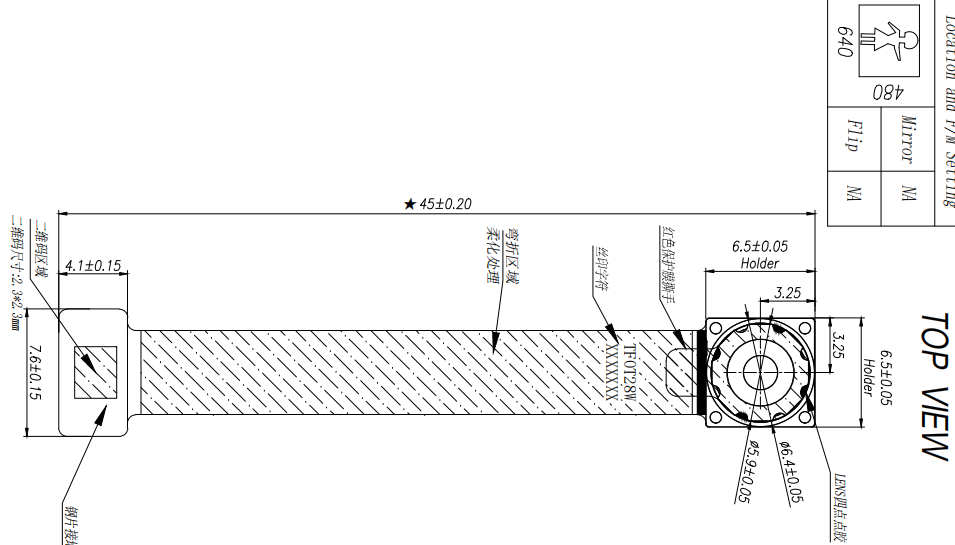 Location and P/M Setting
640
480
Mirror NA
Flip NA
TOP VIEW
★45±0.20
6.5±0.05
Holder
3.25
3.25
6.5±0.05
Holder
红色保护膜撕手
丝印字符
弯折区域
柔化处理
TF0T28W
XXXXXXX
4.1±0.15
二维码区域
二维码尺寸:2.3*2.3mm
7.6±0.15
ø6.4±0.05
ø5.9±0.05
LENS四点点胶
钢片接地